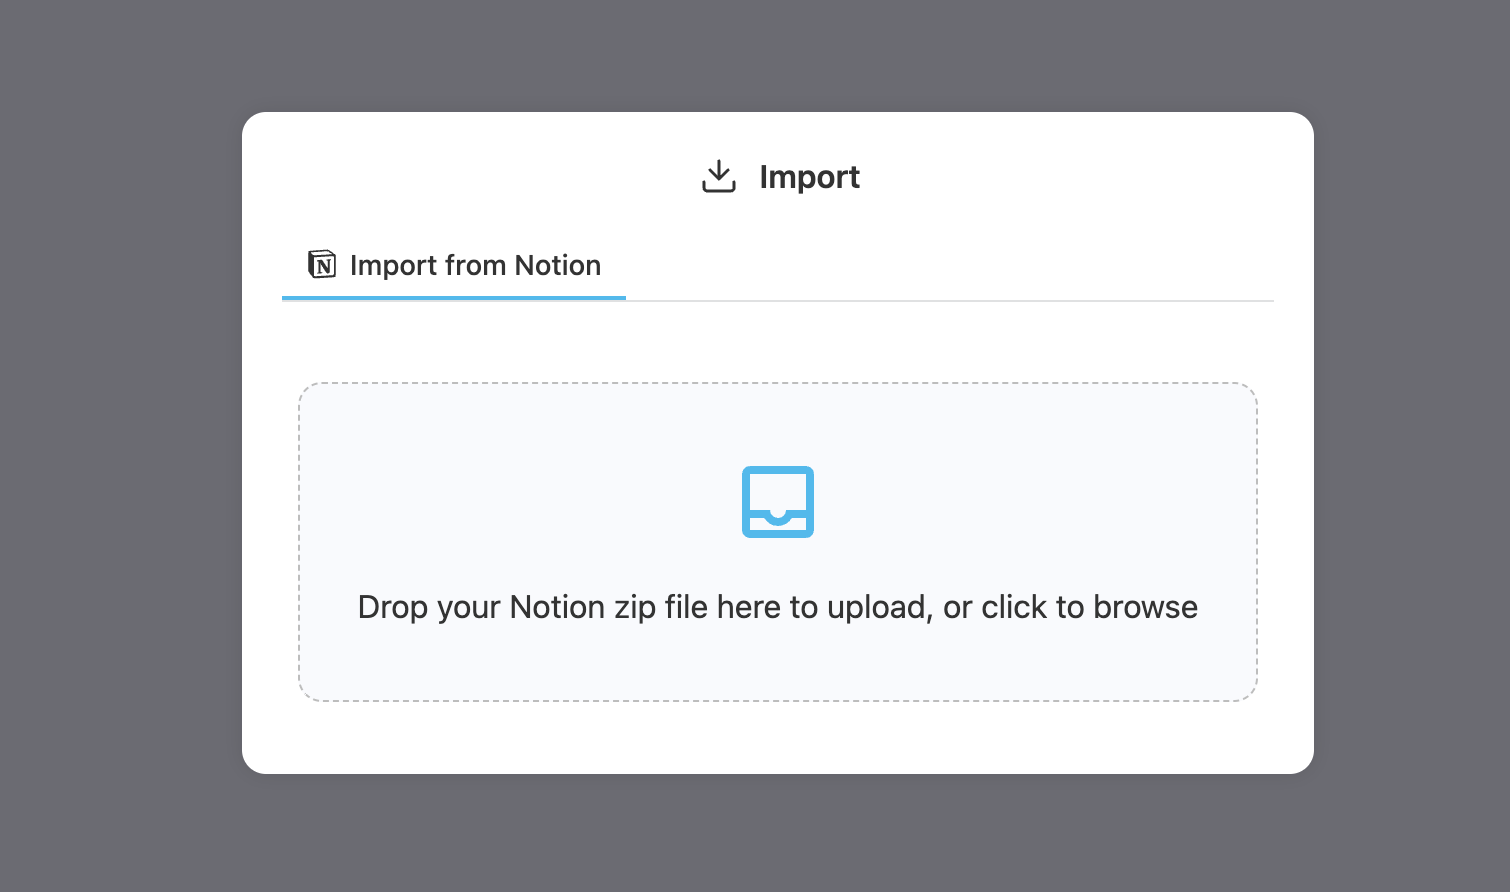 Import
Import from Notion
Drop your Notion zip file here to upload, or click to browse